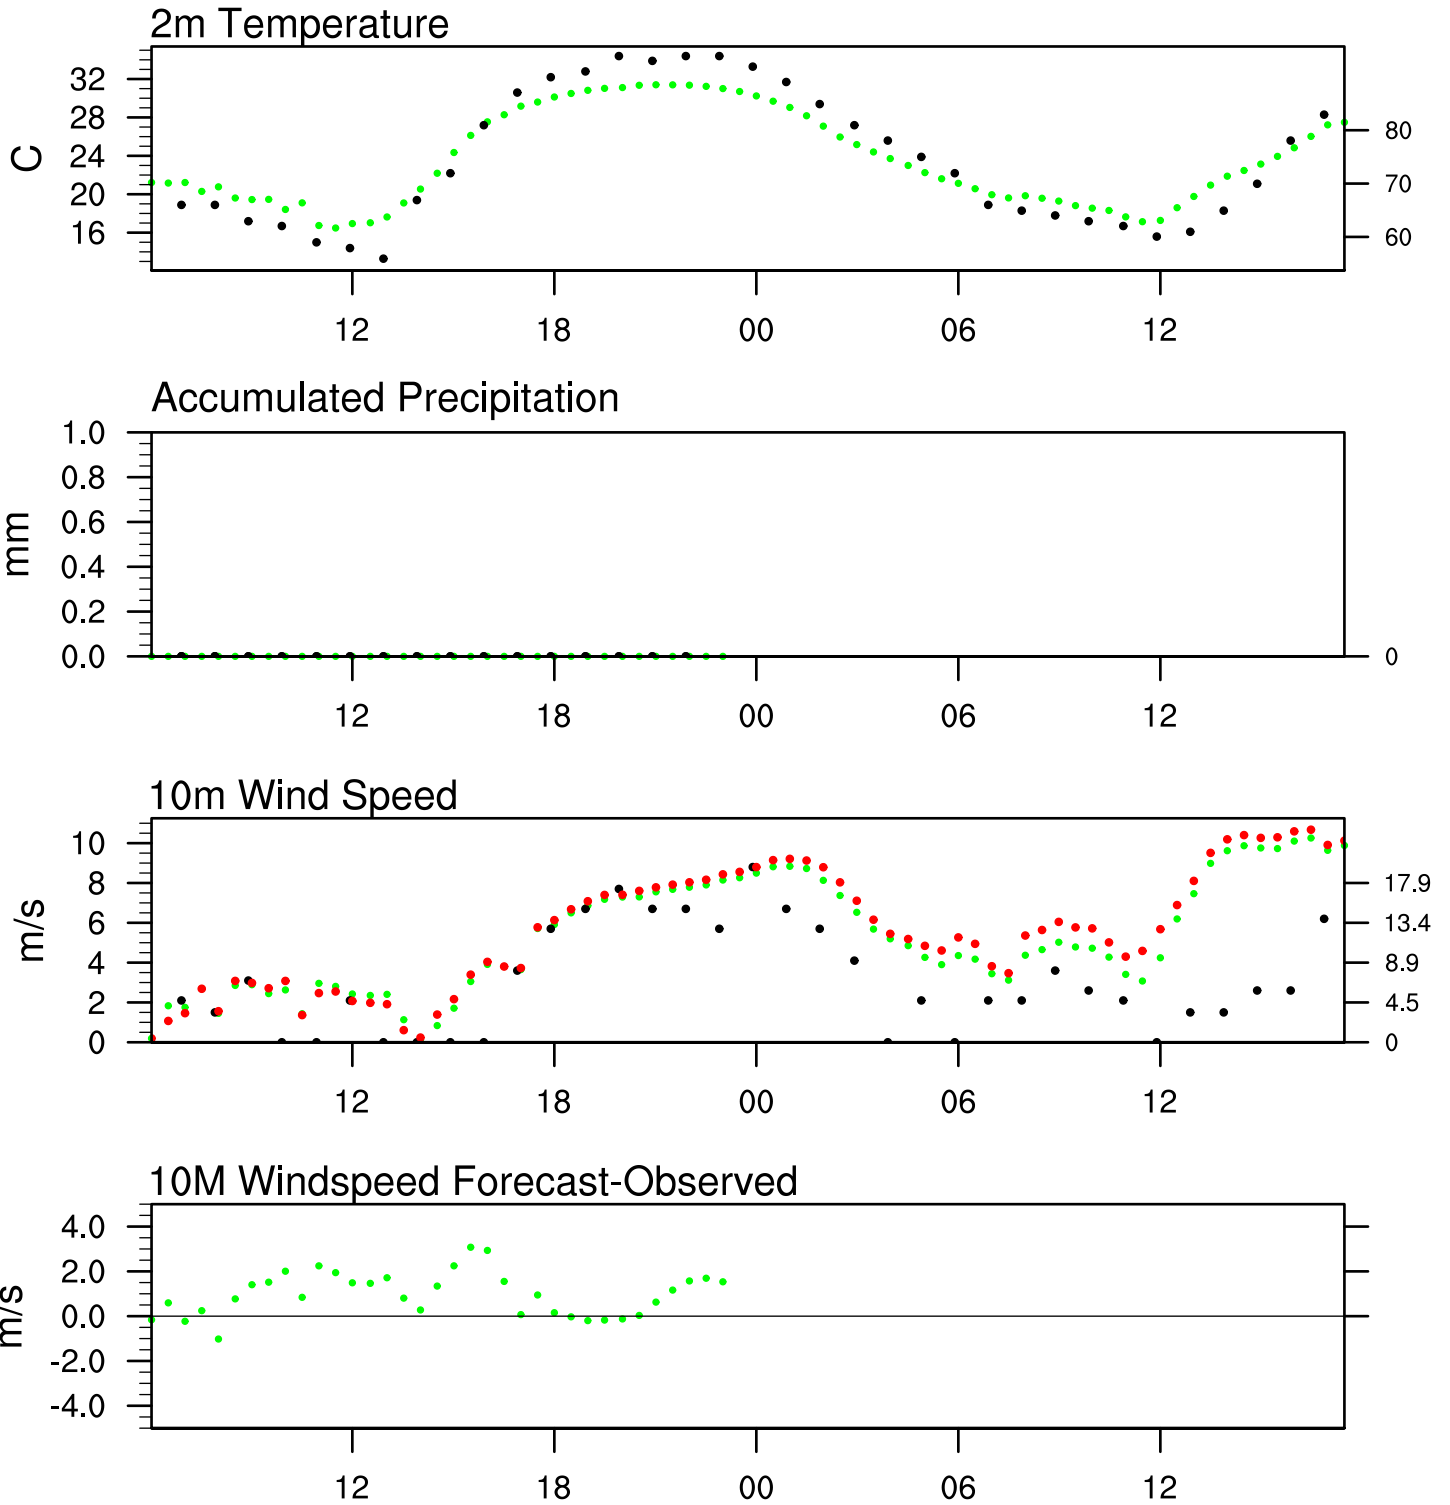 2m Temperature
C
32
28
24
20
16
80
70
60
12 18 00 06 12
Accumulated Precipitation
mm
1.0
0.8
0.6
0.4
0.2
0.0
0
12 18 00 06 12
10m Wind Speed
m/s
10
8
6
4
2
0
17.9
13.4
8.9
4.5
0
12 18 00 06 12
10M Windspeed Forecast-Observed
m/s
4.0
2.0
0.0
-2.0
-4.0
12 18 00 06 12